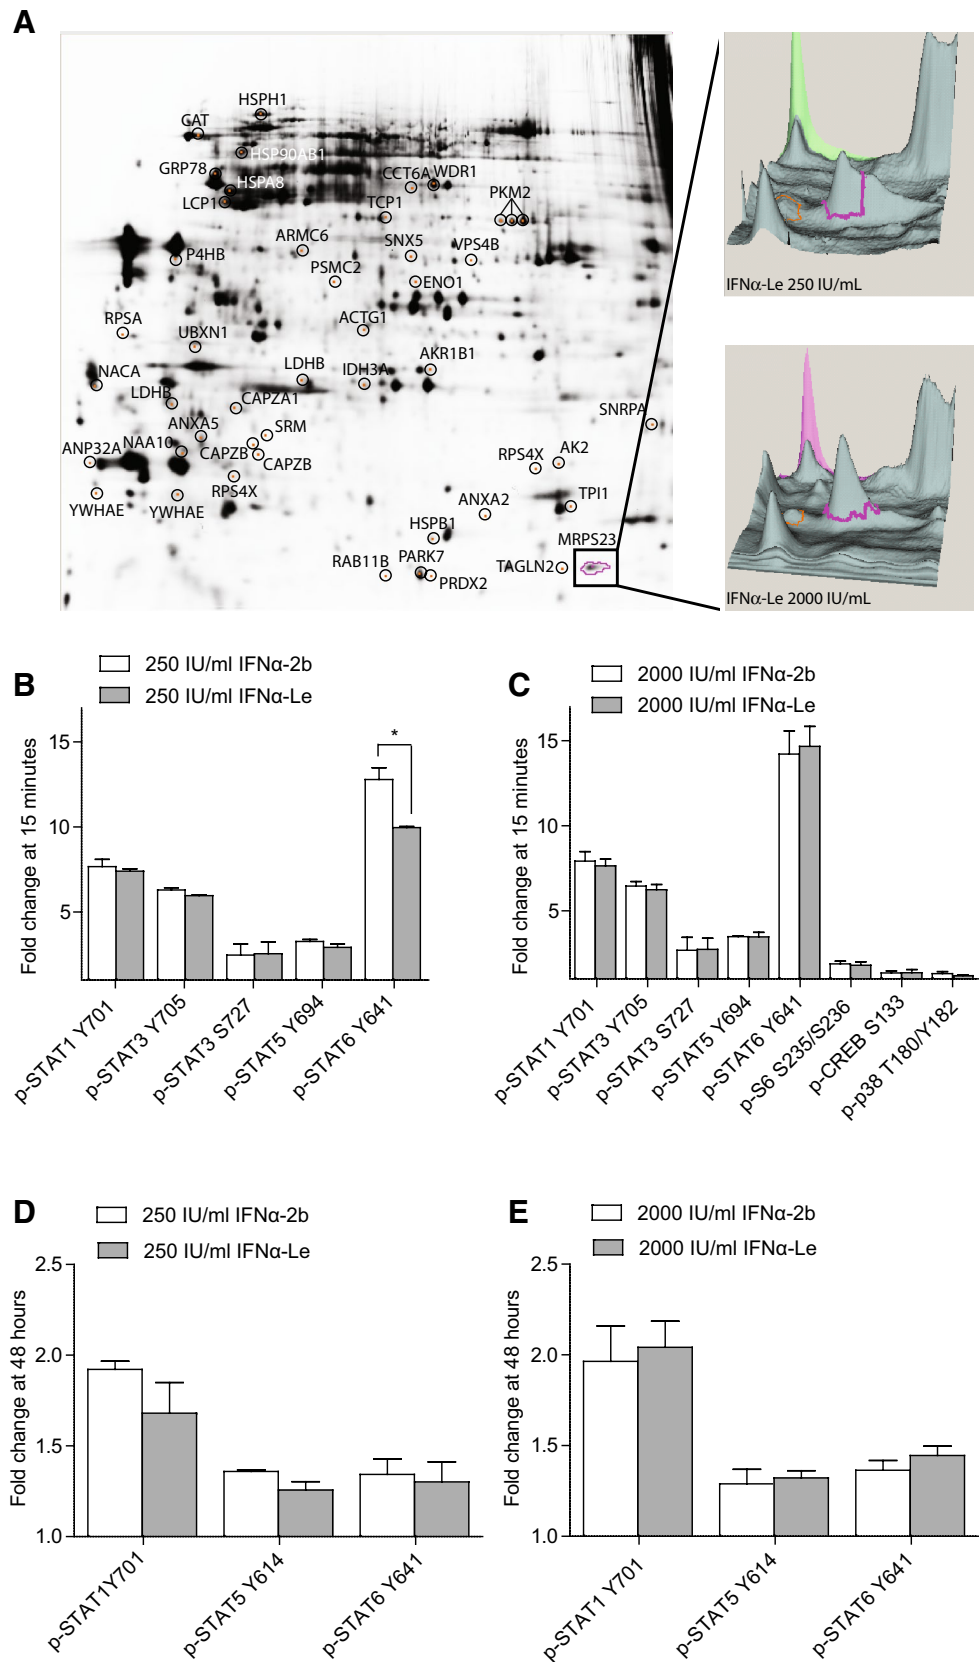 A
HSPH1
CAT
HSP90AB1
GRP78
HSPA8
LCP1
CCT6A WDR1
TCP1
PKM2
ARMC6
SNX5
VPS4B
P4HB
PSMC2
ENO1
RPSA
ACTG1
UBXN1
LDHB
IDH3A
AKR1B1
NACA
LDHB
CAPZA1
SNRPA
ANXA5
SRM
ANP32A
NAA10
CAPZB
CAPZB
RPS4X
AK2
RPS4X
YWHAE
YWHAE
ANXA2
TPI1
HSPB1
MRPS23
RAB11B
PARK7
PRDX2
TAGLN2
IFNα-Le 250 IU/mL
IFNα-Le 2000 IU/mL
B
250 IU/ml IFNα-2b
250 IU/ml IFNα-Le
Fold change at 15 minutes
15
10
5
*
p-STAT1 Y701
p-STAT3 Y705
p-STAT3 S727
p-STAT5 Y694
p-STAT6 Y641
C
2000 IU/ml IFNα-2b
2000 IU/ml IFNα-Le
Fold change at 15 minutes
15
10
5
p-STAT1 Y701
p-STAT3 Y705
p-STAT3 S727
p-STAT5 Y694
p-STAT6 Y641
p-S6 S235/S236
p-CREB S133
p-p38 T180/Y182
D
250 IU/ml IFNα-2b
250 IU/ml IFNα-Le
Fold change at 48 hours
2.5
2.0
1.5
1.0
p-STAT1Y701
p-STAT5 Y614
p-STAT6 Y641
E
2000 IU/ml IFNα-2b
2000 IU/ml IFNα-Le
Fold change at 48 hours
2.5
2.0
1.5
1.0
p-STAT1 Y701
p-STAT5 Y614
p-STAT6 Y641